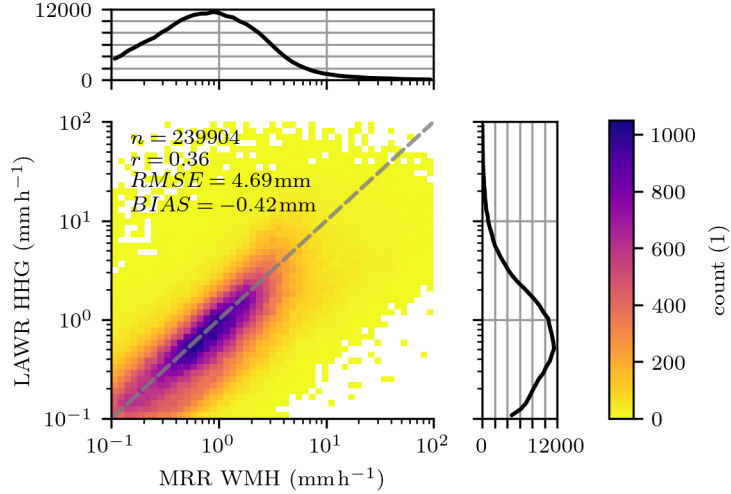 12000
0
10²
10¹
10⁰
10⁻¹
LAWR HHG (mm h⁻¹)
n = 239904
r = 0.36
RMSE = 4.69 mm
BIAS = −0.42 mm
10⁻¹ 10⁰ 10¹ 10²
MRR WMH (mm h⁻¹)
0 12000
1000
800
600
400
200
0
count (1)